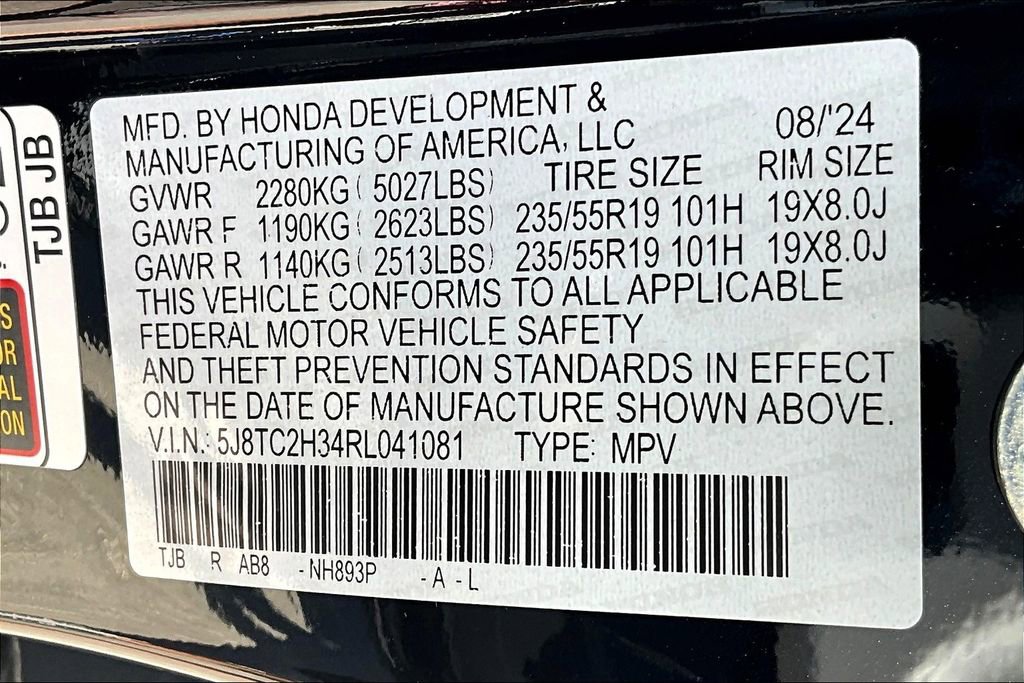 MFD. BY HONDA DEVELOPMENT &
MANUFACTURING OF AMERICA, LLC 08/'24
GVWR 2280KG ( 5027LBS) TIRE SIZE RIM SIZE
GAWR F 1190KG ( 2623LBS) 235/55R19 101H 19X8.0J
GAWR R 1140KG ( 2513LBS) 235/55R19 101H 19X8.0J
THIS VEHICLE CONFORMS TO ALL APPLICABLE
FEDERAL MOTOR VEHICLE SAFETY
AND THEFT PREVENTION STANDARDS IN EFFECT
ON THE DATE OF MANUFACTURE SHOWN ABOVE.
V.I.N.: 5J8TC2H34RL041081 TYPE: MPV
TJB R AB8 -NH893P -A -L
TJB JB